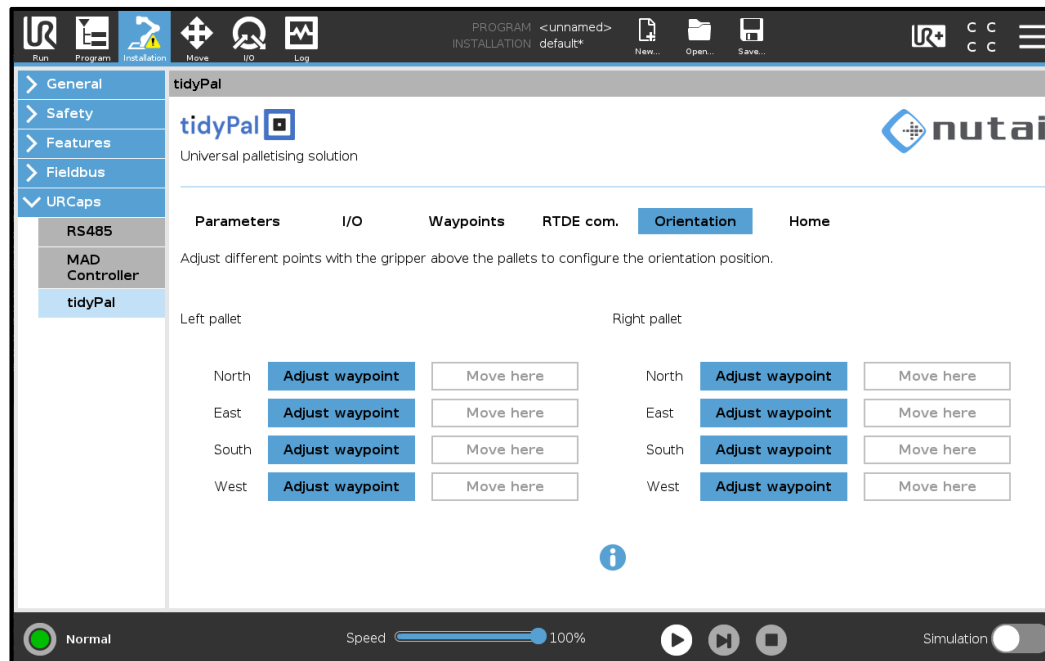 PROGRAM <unnamed>
INSTALLATION default*
Run Program Installation Move I/O Log New... Open... Save...
UR+
C C
C C
General
Safety
Features
Fieldbus
URCaps
RS485
MAD
Controller
tidyPal
tidyPal
tidyPal
nutai
Universal palletising solution
Parameters I/O Waypoints RTDE com. Orientation Home
Adjust different points with the gripper above the pallets to configure the orientation position.
Left pallet Right pallet
North Adjust waypoint Move here North Adjust waypoint Move here
East Adjust waypoint Move here East Adjust waypoint Move here
South Adjust waypoint Move here South Adjust waypoint Move here
West Adjust waypoint Move here West Adjust waypoint Move here
Normal Speed 100% Simulation